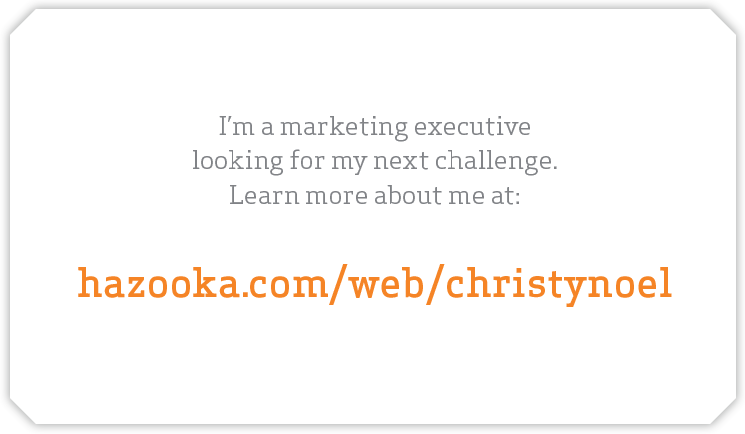 I’m a marketing executive
looking for my next challenge.
Learn more about me at:
hazooka.com/web/christynoel